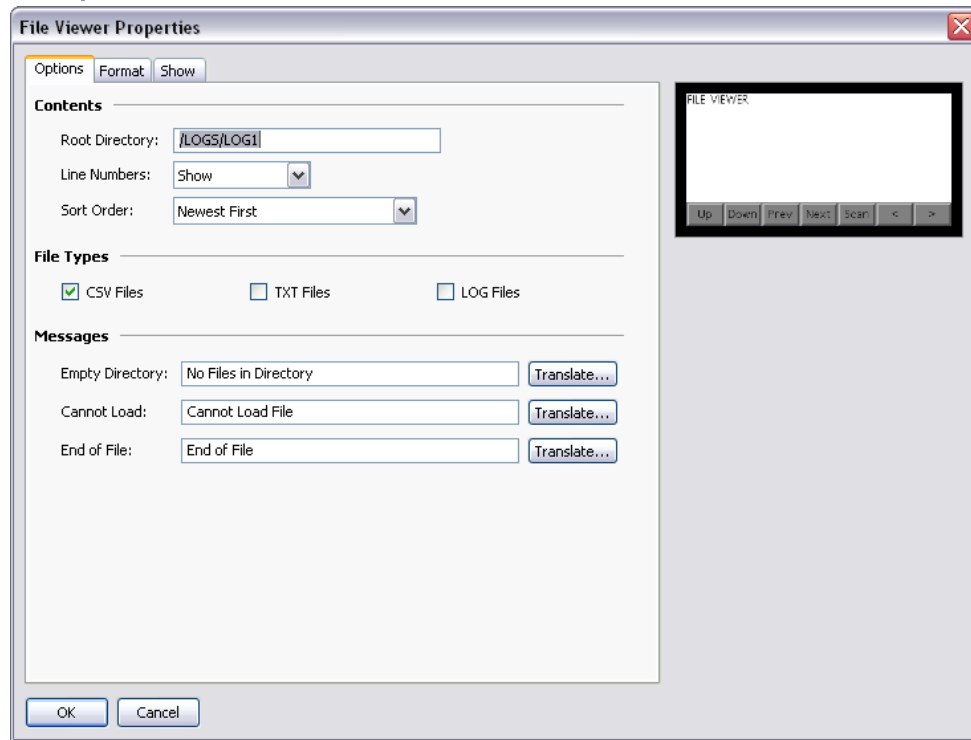 File Viewer Properties
Options Format Show
Contents
Root Directory: /LOGS/LOG1
Line Numbers: Show
Sort Order: Newest First
File Types
CSV Files TXT Files LOG Files
Messages
Empty Directory: No Files in Directory Translate...
Cannot Load: Cannot Load File Translate...
End of File: End of File Translate...
OK Cancel
FILE VIEWER
Up Down Prev Next Scan < >